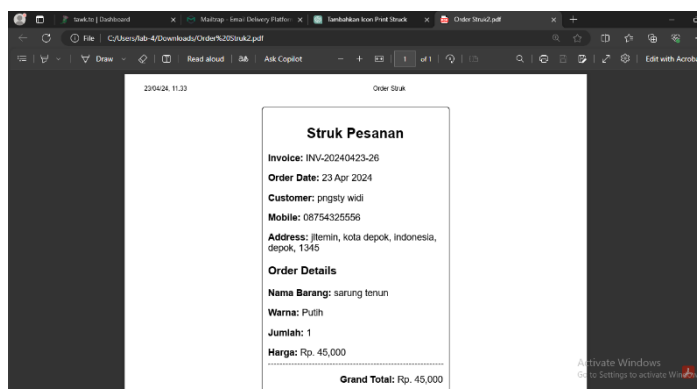 tawk.to | Dashboard
Mailtrap - Email Delivery Platform
Tambahkan Icon Print Struck
Order Struk2.pdf
File
C:/Users/lab-4/Downloads/Order%20Struk2.pdf
Draw
Read aloud
Ask Copilot
1
of 1
Edit with Acroba
23/04/24, 11.33
Order Struk
Struk Pesanan
Invoice: INV-20240423-26
Order Date: 23 Apr 2024
Customer: pngsty widi
Mobile: 08754325556
Address: jitemin, kota depok, indonesia,
depok, 1345
Order Details
Nama Barang: sarung tenun
Warna: Putih
Jumlah: 1
Harga: Rp. 45,000
Grand Total: Rp. 45,000
Activate Windows
Go to Settings to activate